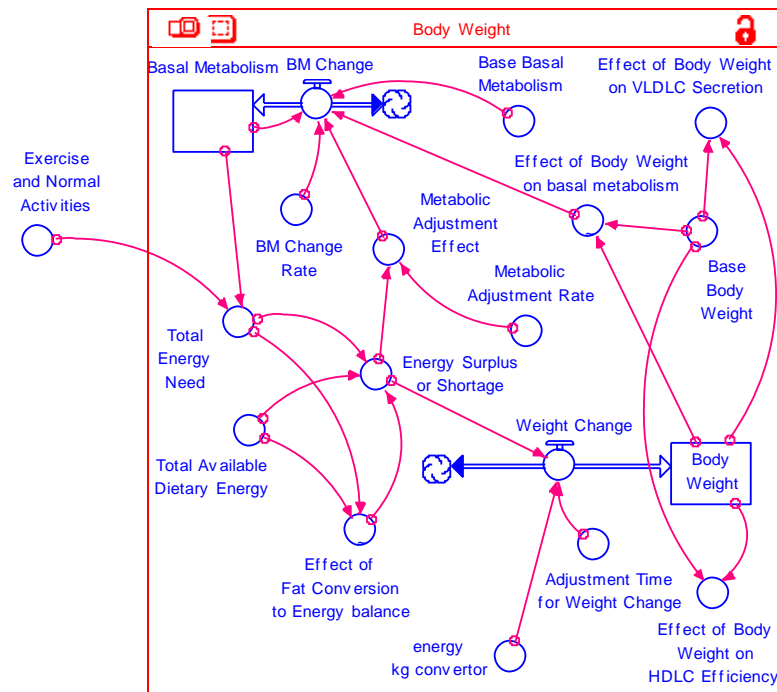 Body Weight
Basal Metabolism
BM Change
Base Basal
Metabolism
Effect of Body Weight
on VLDLC Secretion
Exercise
and Normal
Activities
Effect of Body Weight
on basal metabolism
Metabolic
Adjustment
Effect
BM Change
Rate
Base
Body
Weight
Metabolic
Adjustment Rate
Total
Energy
Need
Energy Surplus
or Shortage
Weight Change
Body
Weight
Total Available
Dietary Energy
Effect of
Fat Conversion
to Energy balance
Adjustment Time
for Weight Change
energy
kg convertor
Effect of Body
Weight on
HDLC Efficiency